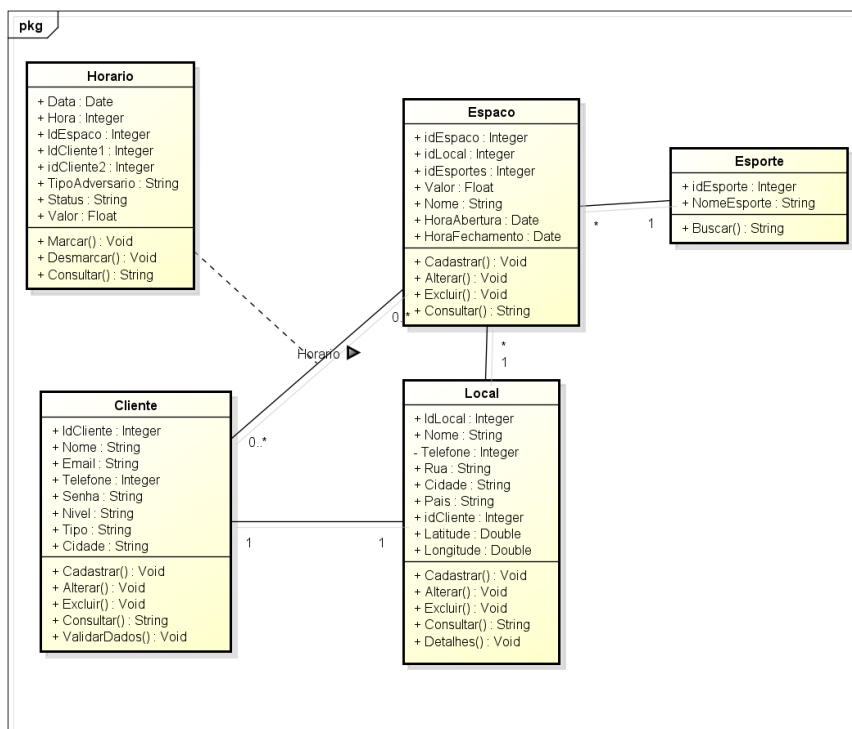 pkg
Horario
+ Data : Date
+ Hora : Integer
+ IdEspaco : Integer
+ IdCliente1 : Integer
+ idCliente2 : Integer
+ TipoAdversario : String
+ Status : String
+ Valor : Float
+ Marcar() : Void
+ Desmarcar() : Void
+ Consultar() : String
Espaco
+ idEspaco : Integer
+ idLocal : Integer
+ idEsportes : Integer
+ Valor : Float
+ Nome : String
+ HoraAbertura : Date
+ HoraFechamento : Date
+ Cadastrar() : Void
+ Alterar() : Void
+ Excluir() : Void
+ Consultar() : String
Esporte
+ idEsporte : Integer
+ NomeEsporte : String
+ Buscar() : String
*
1
0..*
Horario
0..*
*
1
Cliente
+ IdCliente : Integer
+ Nome : String
+ Email : String
+ Telefone : Integer
+ Senha : String
+ Nivel : String
+ Tipo : String
+ Cidade : String
+ Cadastrar() : Void
+ Alterar() : Void
+ Excluir() : Void
+ Consultar() : String
+ ValidarDados() : Void
1
1
Local
+ IdLocal : Integer
+ Nome : String
- Telefone : Integer
+ Rua : String
+ Cidade : String
+ Pais : String
+ idCliente : Integer
+ Latitude : Double
+ Longitude : Double
+ Cadastrar() : Void
+ Alterar() : Void
+ Excluir() : Void
+ Consultar() : String
+ Detalhes() : Void